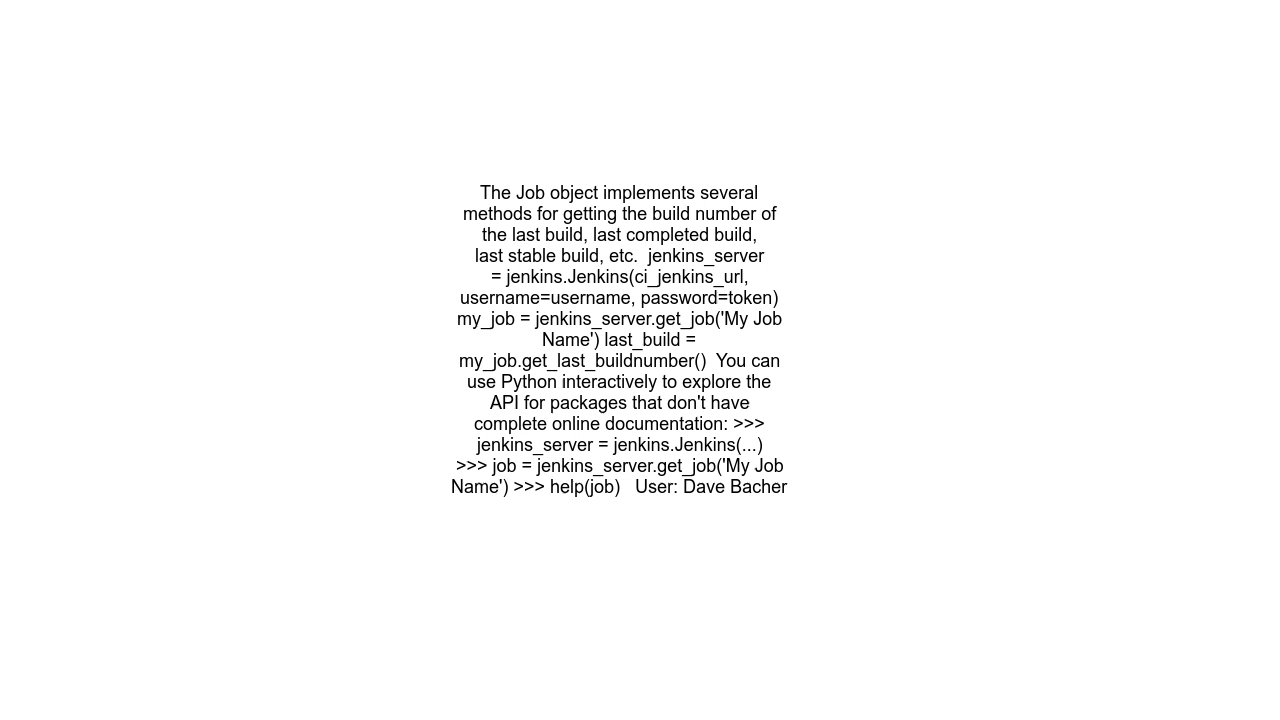 The Job object implements several
methods for getting the build number of
the last build, last completed build,
last stable build, etc.  jenkins_server
= jenkins.Jenkins(ci_jenkins_url,
username=username, password=token)
my_job = jenkins_server.get_job('My Job
Name') last_build =
my_job.get_last_buildnumber()  You can
use Python interactively to explore the
API for packages that don't have
complete online documentation: >>>
jenkins_server = jenkins.Jenkins(...)
>>> job = jenkins_server.get_job('My Job
Name') >>> help(job)   User: Dave Bacher